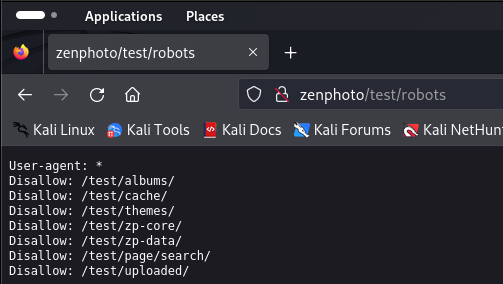 Applications Places
zenphoto/test/robots
zenphoto/test/robots
Kali Linux Kali Tools Kali Docs Kali Forums Kali NetHun
User-agent: *
Disallow: /test/albums/
Disallow: /test/cache/
Disallow: /test/themes/
Disallow: /test/zp-core/
Disallow: /test/zp-data/
Disallow: /test/page/search/
Disallow: /test/uploaded/